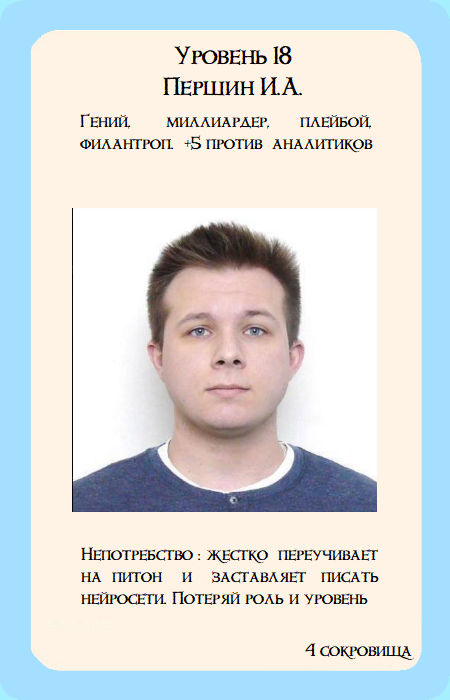 Уровень 18
Першин И.А.
Гений, миллиардер, плейбой,
филантроп. +5 против аналитиков
Непотребство : жестко переучивает
на питон и заставляет писать
нейросети. Потеряй роль и уровень
4 сокровища